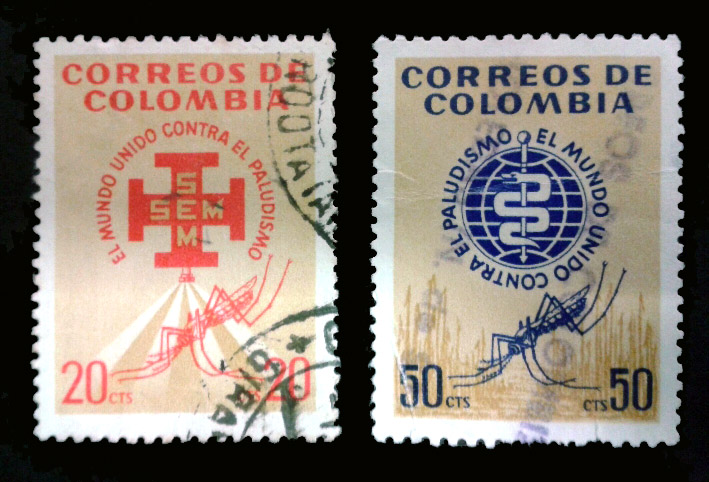 CORREOS DE
COLOMBIA
EL MUNDO UNIDO CONTRA EL PALUDISMO
S
SEM
M
20 CTS
20
CORREOS DE
COLOMBIA
EL MUNDO UNIDO CONTRA EL PALUDISMO
50 CTS
CTS 50